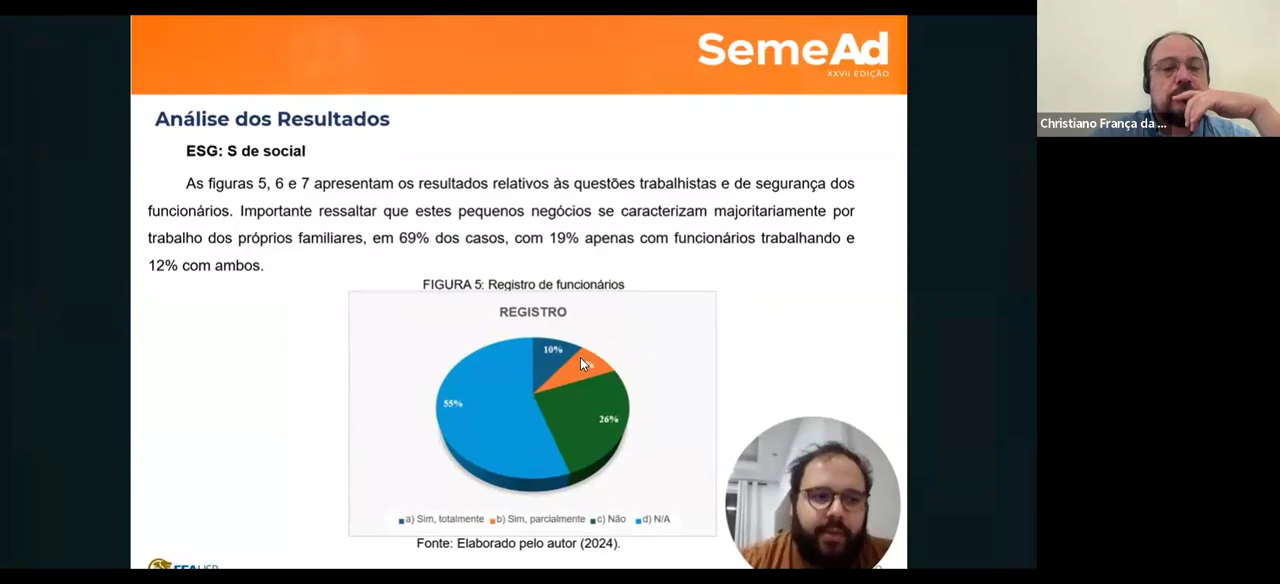 SemeAd
XXVII EDIÇÃO
Análise dos Resultados
ESG: S de social
As figuras 5, 6 e 7 apresentam os resultados relativos às questões trabalhistas e de segurança dos
funcionários. Importante ressaltar que estes pequenos negócios se caracterizam majoritariamente por
trabalho dos próprios familiares, em 69% dos casos, com 19% apenas com funcionários trabalhando e
12% com ambos.
FIGURA 5: Registro de funcionários
REGISTRO
10%
26%
55%
a) Sim, totalmente b) Sim, parcialmente c) Não d) N/A
Fonte: Elaborado pelo autor (2024).
Christiano França da ...